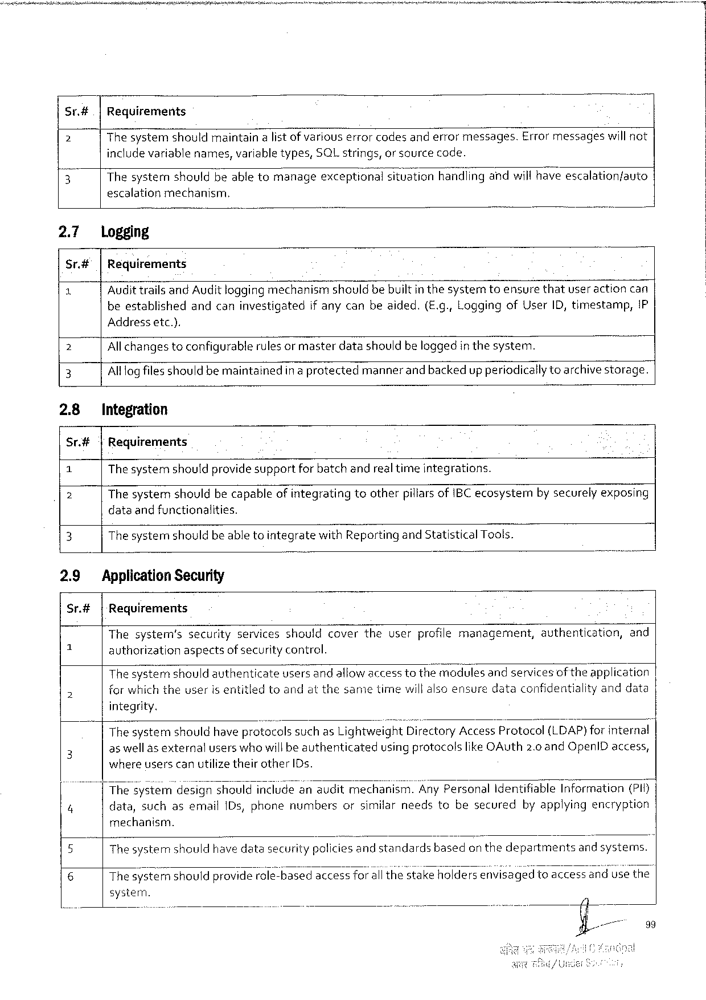 Sr.# Requirements
2 The system should maintain a list of various error codes and error messages. Error messages will not
include variable names, variable types, SQL strings, or source code.
3 The system should be able to manage exceptional situation handling and will have escalation/auto
escalation mechanism.
2.7 Logging
Sr.# Requirements
1 Audit trails and Audit logging mechanism should be built in the system to ensure that user action can
be established and can investigated if any can be aided. (E.g., Logging of User ID, timestamp, IP
Address etc.).
2 All changes to configurable rules or master data should be logged in the system.
3 All log files should be maintained in a protected manner and backed up periodically to archive storage.
2.8 Integration
Sr.# Requirements
1 The system should provide support for batch and real time integrations.
2 The system should be capable of integrating to other pillars of IBC ecosystem by securely exposing
data and functionalities.
3 The system should be able to integrate with Reporting and Statistical Tools.
2.9 Application Security
Sr.# Requirements
The system's security services should cover the user profile management, authentication, and
1 authorization aspects of security control.
The system should authenticate users and allow access to the modules and services of the application
2 for which the user is entitled to and at the same time will also ensure data confidentiality and data
integrity.
The system should have protocols such as Lightweight Directory Access Protocol (LDAP) for internal
3 as well as external users who will be authenticated using protocols like OAuth 2.0 and OpenID access,
where users can utilize their other IDs.
The system design should include an audit mechanism. Any Personal Identifiable Information (PII)
4 data, such as email IDs, phone numbers or similar needs to be secured by applying encryption
mechanism.
5 The system should have data security policies and standards based on the departments and systems.
6 The system should provide role-based access for all the stake holders envisaged to access and use the
system.
99
/Under